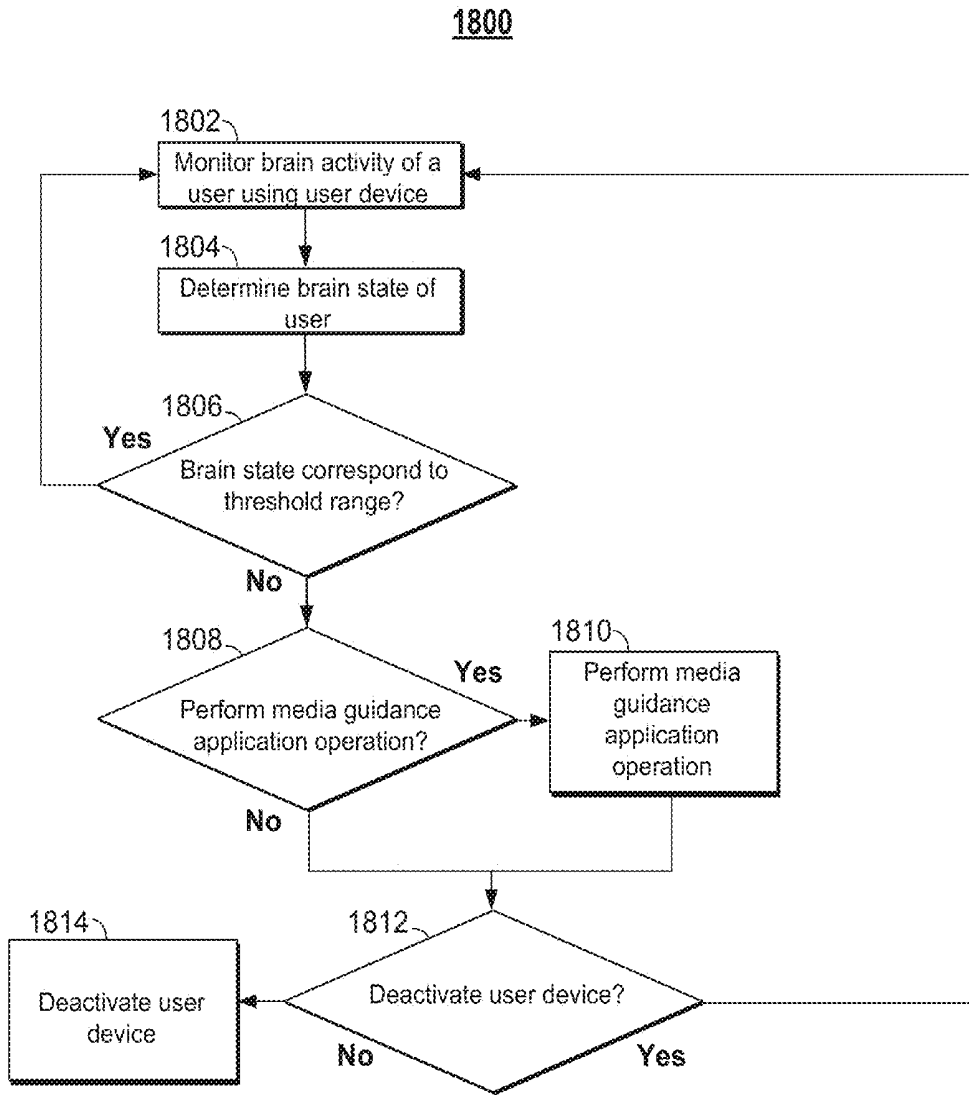 1800
1802
Monitor brain activity of a
user using user device
1804
Determine brain state of
user
1806
Yes
Brain state correspond to
threshold range?
No
1808
Yes
Perform media guidance
application operation?
No
1810
Perform media
guidance
application
operation
1812
Deactivate user device?
No
Yes
1814
Deactivate user
device